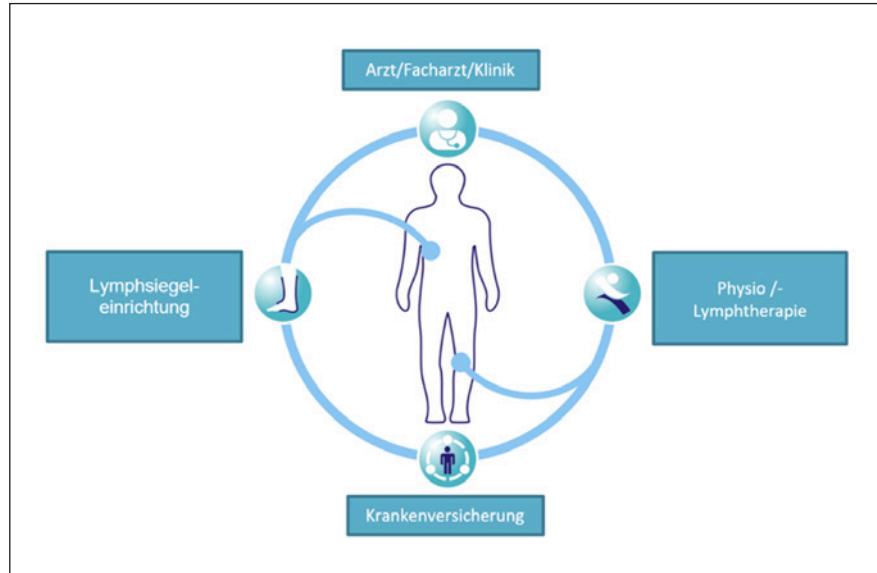 Arzt/Facharzt/Klinik
Lymphsiegel-
einrichtung
Physio /-
Lymphtherapie
Krankenversicherung